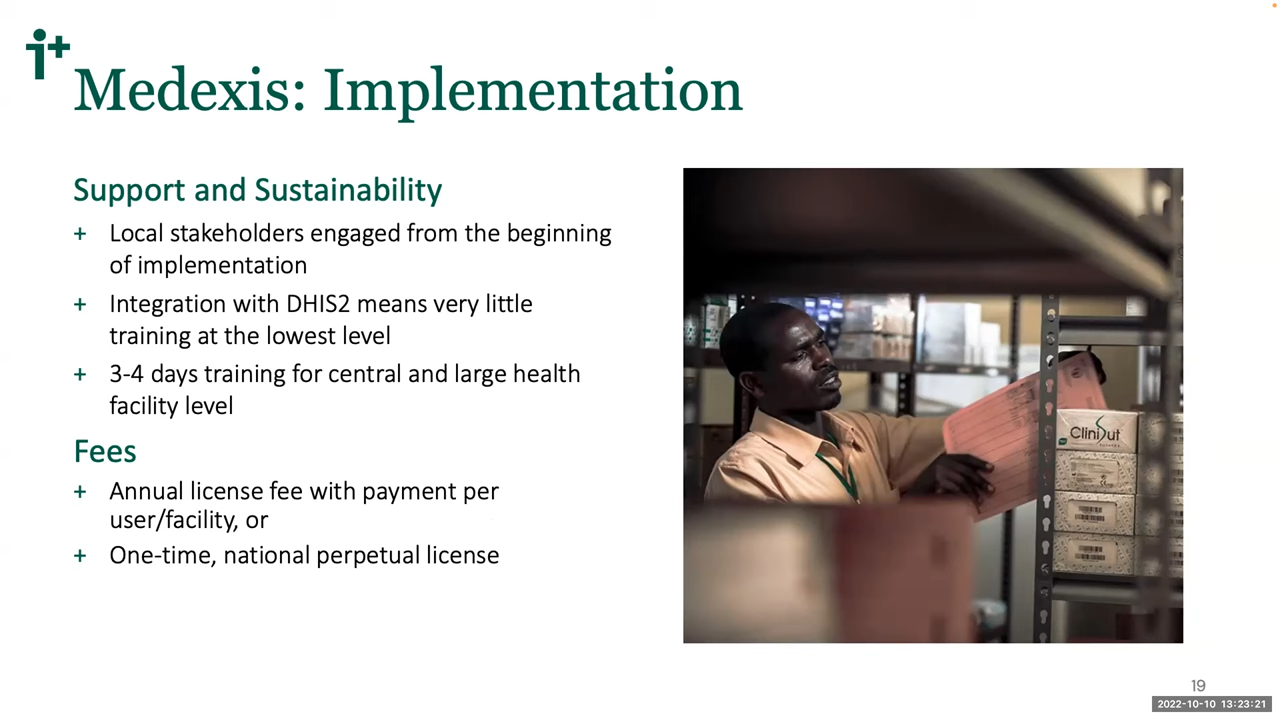 i+
Medexis: Implementation
Support and Sustainability
+ Local stakeholders engaged from the beginning
of implementation
+ Integration with DHIS2 means very little
training at the lowest level
+ 3-4 days training for central and large health
facility level
Fees
+ Annual license fee with payment per
user/facility, or
+ One-time, national perpetual license
CliniSut
19
2022-10-10 13:23:21